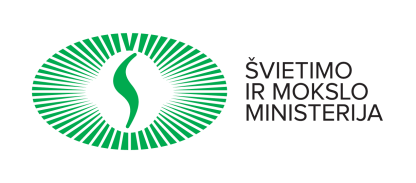 ŠVIETIMO
IR MOKSLO
MINISTERIJA